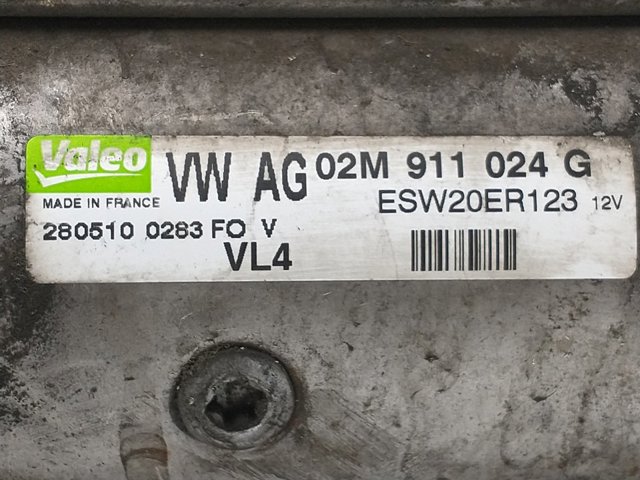 Valeo VW AG 02M 911 024 G
MADE IN FRANCE ESW20ER123 12V
280510 0283 FO V
VL4